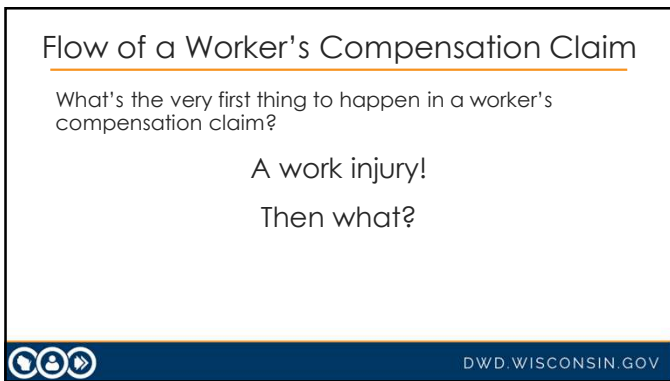 Flow of a Worker's Compensation Claim
What's the very first thing to happen in a worker's
compensation claim?
A work injury!
Then what?
DWD.WISCONSIN.GOV